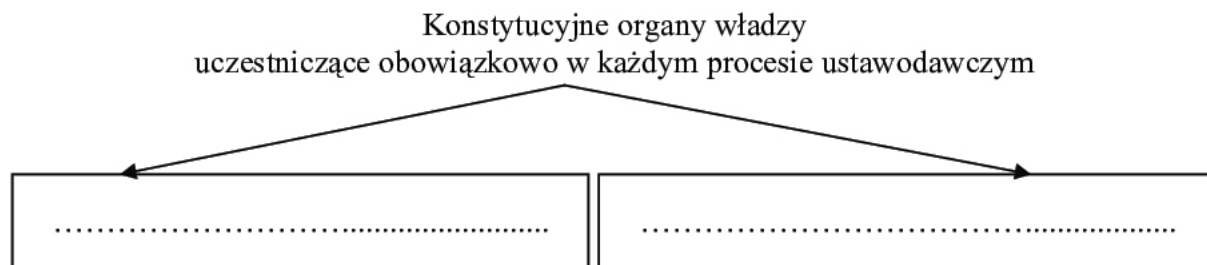 Konstytucyjne organy władzy
uczestniczące obowiązkowo w każdym procesie ustawodawczym